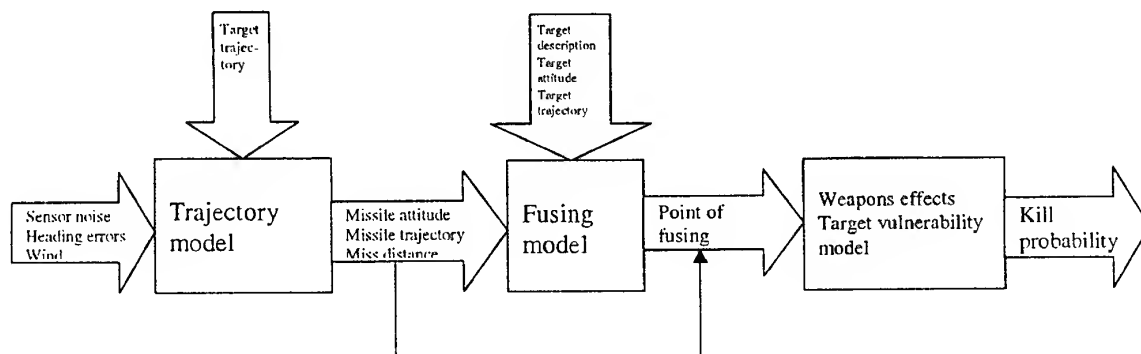 Target
trajec-
tory
Target
description
Target
attitude
Target
trajectory
Sensor noise
Heading errors
Wind
Trajectory
model
Missile attitude
Missile trajectory
Miss distance
Fusing
model
Point of
fusing
Weapons effects
Target vulnerability
model
Kill
probability